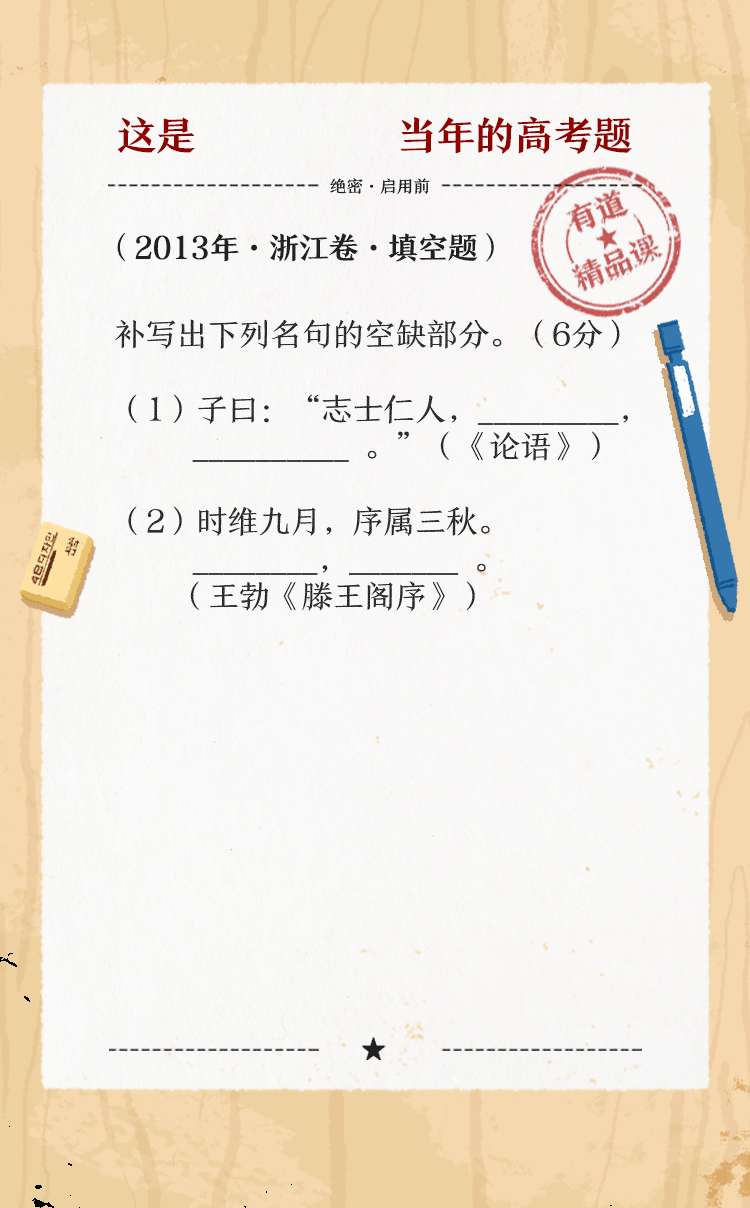 这是 当年的高考题
绝密·启用前
有道
精品课
（2013年·浙江卷·填空题）
补写出下列名句的空缺部分。（6分）
（1）子曰：“志士仁人，_________，
__________ 。”（《论语》）
（2）时维九月，序属三秋。
________，_______ 。
（王勃《滕王阁序》）